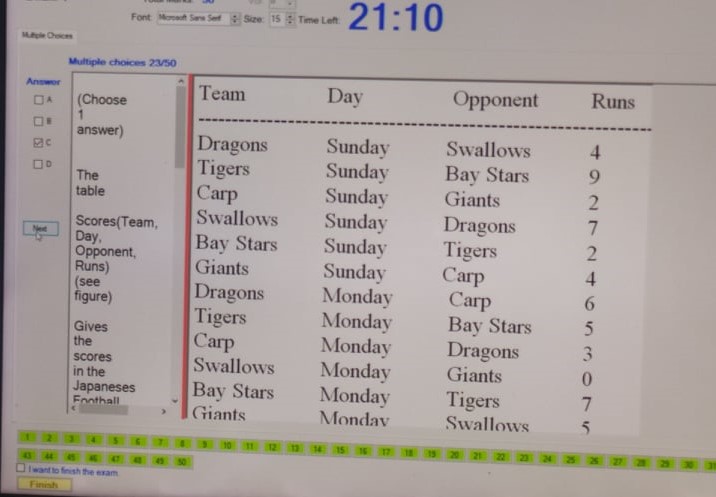 Font: Microsoft Sans Serif Size: 15 Time Left: 21:10
Multiple Choices
Multiple choices 23/50
Answer
A
B
C
D
Next
(Choose
1
answer)
The
table
Scores(Team,
Day,
Opponent,
Runs)
(see
figure)
Gives
the
scores
in the
Japaneses
Football
Team Day Opponent Runs
Dragons Sunday Swallows 4
Tigers Sunday Bay Stars 9
Carp Sunday Giants 2
Swallows Sunday Dragons 7
Bay Stars Sunday Tigers 2
Giants Sunday Carp 4
Dragons Monday Carp 6
Tigers Monday Bay Stars 5
Carp Monday Dragons 3
Swallows Monday Giants 0
Bay Stars Monday Tigers 7
Giants Monday Swallows 5
1 2 3 4 5 6 7 8 9 10 11 12 13 14 15 16 17 18 19 20 21 22 23 24 25 26 27 28 29 30
43 44 45 46 47 48 49 50
I want to finish the exam.
Finish